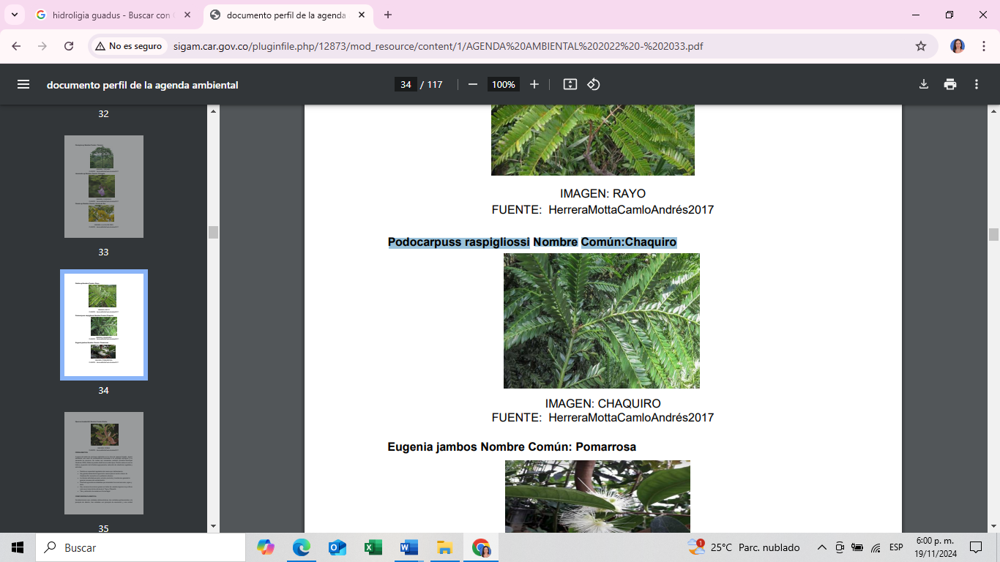 hidroligia guadus - Buscar con
documento perfil de la agenda
No es seguro
sigam.car.gov.co/pluginfile.php/12873/mod_resource/content/1/AGENDA%20AMBIENTAL%202022%20-%202033.pdf
documento perfil de la agenda ambiental
34 / 117
100%
32
33
34
35
IMAGEN: RAYO
FUENTE: HerreraMottaCamloAndrés2017
Podocarpuss raspigliossi Nombre Común:Chaquiro
IMAGEN: CHAQUIRO
FUENTE: HerreraMottaCamloAndrés2017
Eugenia jambos Nombre Común: Pomarrosa
Buscar
1
25°C Parc. nublado
ESP
6:00 p. m.
19/11/2024